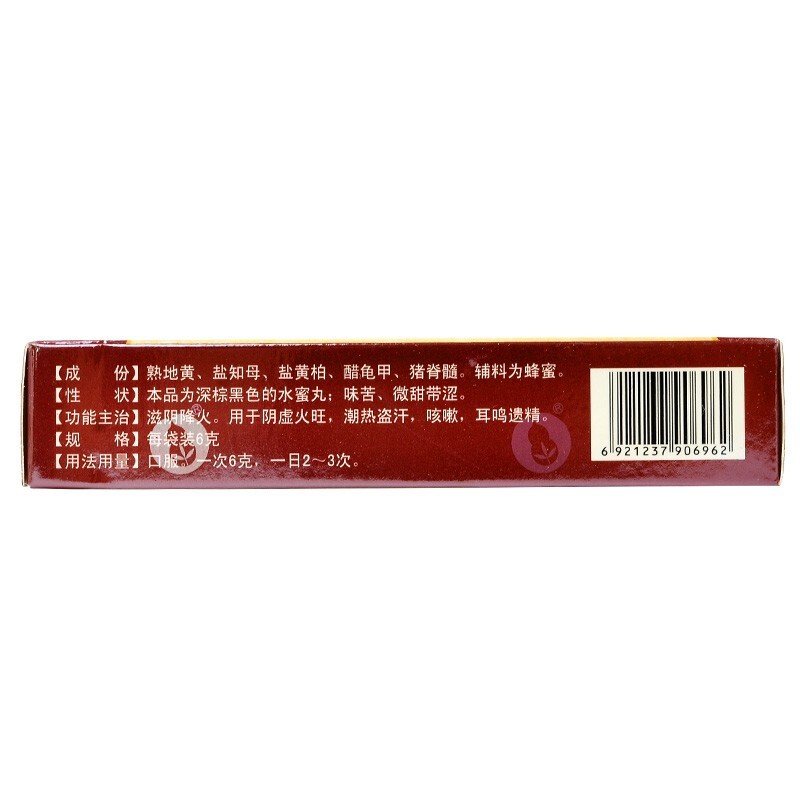 【成　份】熟地黄、盐知母、盐黄柏、醋龟甲、猪脊髓。辅料为蜂蜜。
【性　状】本品为深棕黑色的水蜜丸；味苦、微甜带涩。
【功能主治】滋阴降火。用于阴虚火旺，潮热盗汗，咳嗽，耳鸣遗精。
【规　格】每袋装6克
【用法用量】口服。一次6克，一日2～3次。
6 921237 906962